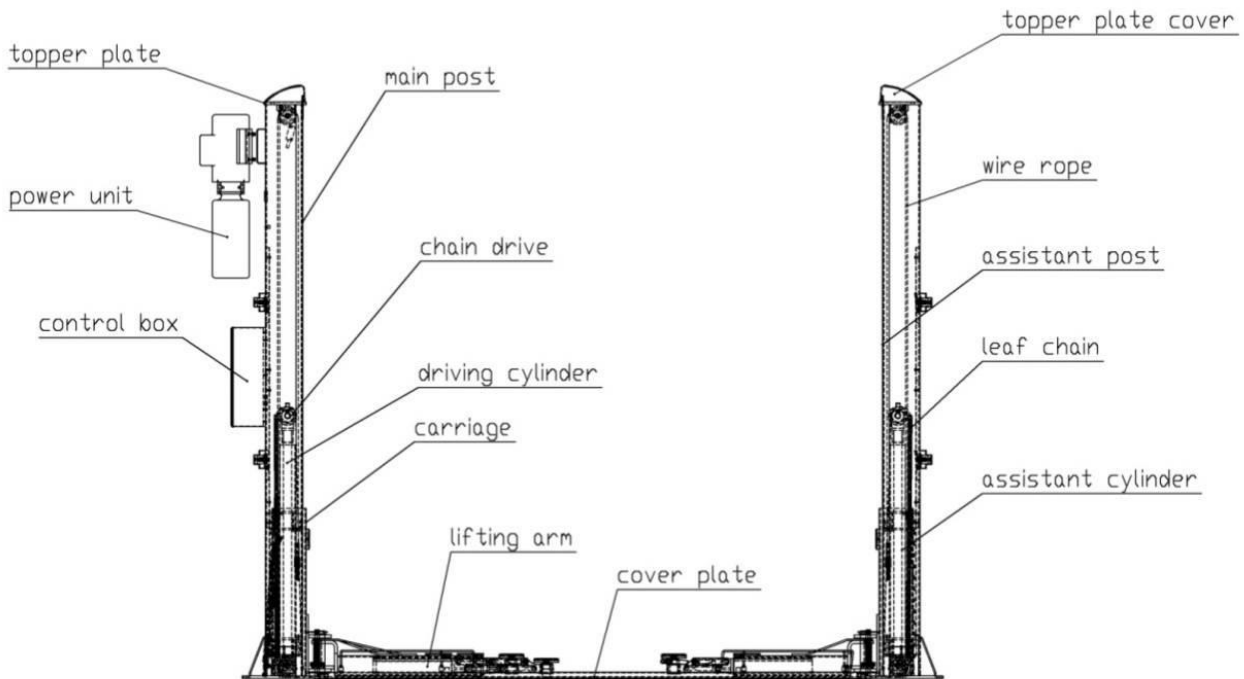 topper plate cover
topper plate
main post
wire rope
power unit
chain drive
assistant post
control box
leaf chain
driving cylinder
carriage
assistant cylinder
lifting arm
cover plate